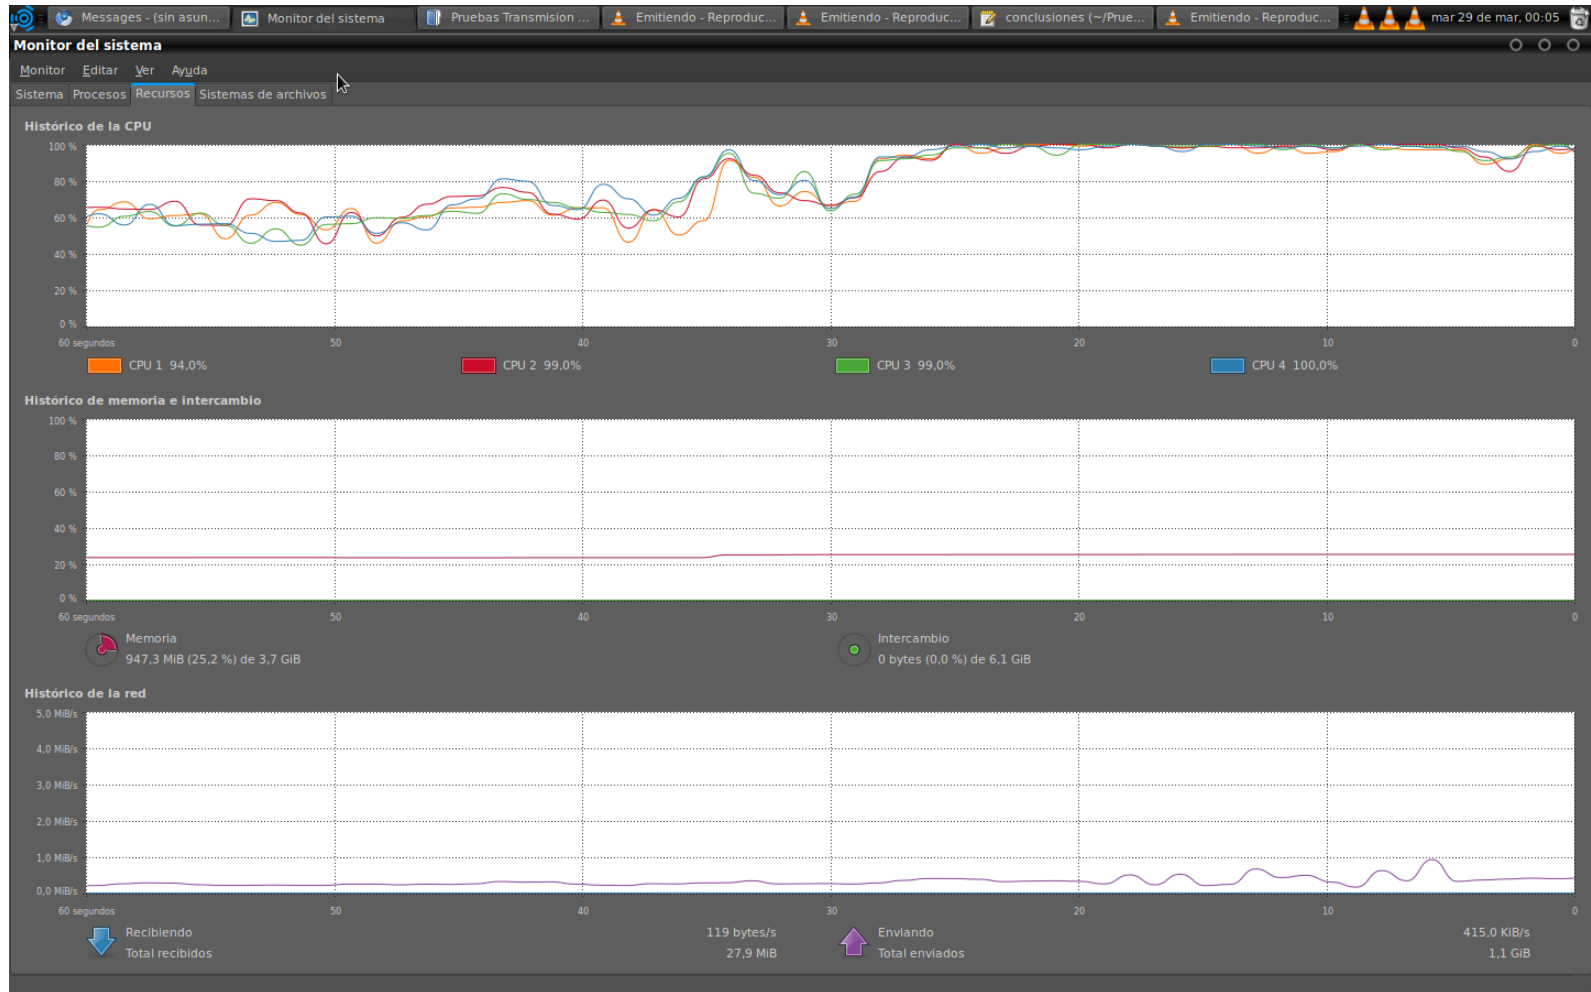 Messages - (sin asun... Monitor del sistema Pruebas Transmision ... Emitiendo - Reproduc... Emitiendo - Reproduc... conclusiones (~/Prue... Emitiendo - Reproduc... mar 29 de mar, 00:05
Monitor del sistema
Monitor Editar Ver Ayuda
Sistema Procesos Recursos Sistemas de archivos
Histórico de la CPU
100 %
80 %
60 %
40 %
20 %
0 %
60 segundos 50 40 30 20 10 0
CPU 1 94,0% CPU 2 99,0% CPU 3 99,0% CPU 4 100,0%
Histórico de memoria e intercambio
100 %
80 %
60 %
40 %
20 %
0 %
60 segundos 50 40 30 20 10 0
Memoria Intercambio
947,3 MiB (25,2 %) de 3,7 GiB 0 bytes (0,0 %) de 6,1 GiB
Histórico de la red
5,0 MiB/s
4,0 MiB/s
3,0 MiB/s
2,0 MiB/s
1,0 MiB/s
0,0 MiB/s
60 segundos 50 40 30 20 10 0
Recibiendo 119 bytes/s Enviando 415,0 KiB/s
Total recibidos 27,9 MiB Total enviados 1,1 GiB